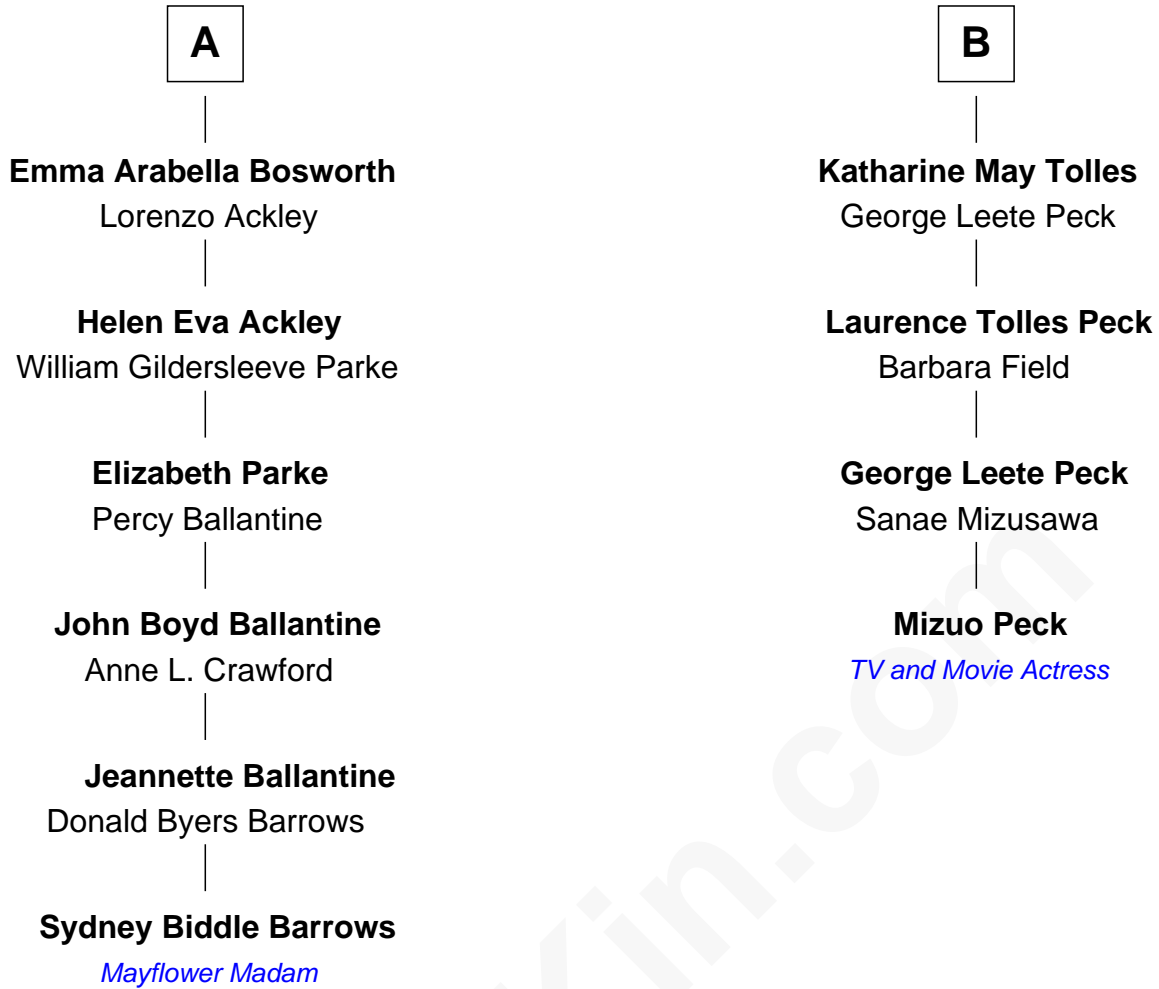 A
Emma Arabella Bosworth
Lorenzo Ackley
Helen Eva Ackley
William Gildersleeve Parke
Elizabeth Parke
Percy Ballantine
John Boyd Ballantine
Anne L. Crawford
Jeannette Ballantine
Donald Byers Barrows
Sydney Biddle Barrows
Mayflower Madam
B
Katharine May Tolles
George Leete Peck
Laurence Tolles Peck
Barbara Field
George Leete Peck
Sanae Mizusawa
Mizuo Peck
TV and Movie Actress
Kin.com